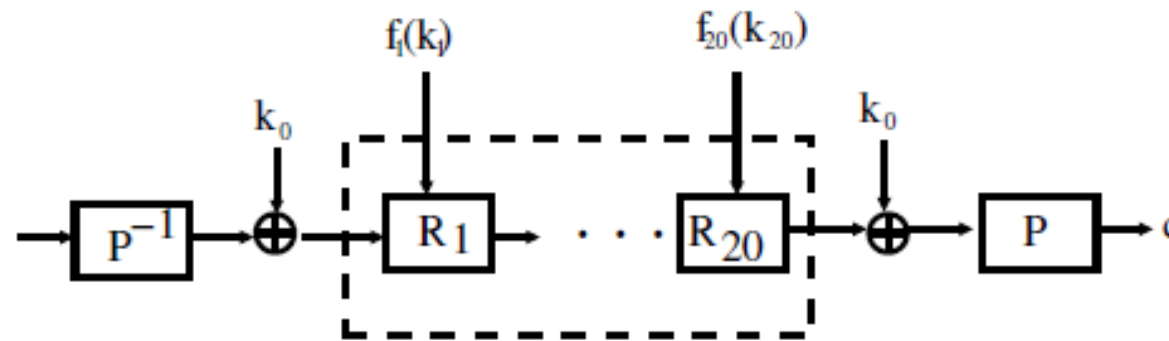 f₁(k₁) f₂₀(k₂₀)
k₀ k₀
P⁻¹ R₁ . . . R₂₀ P